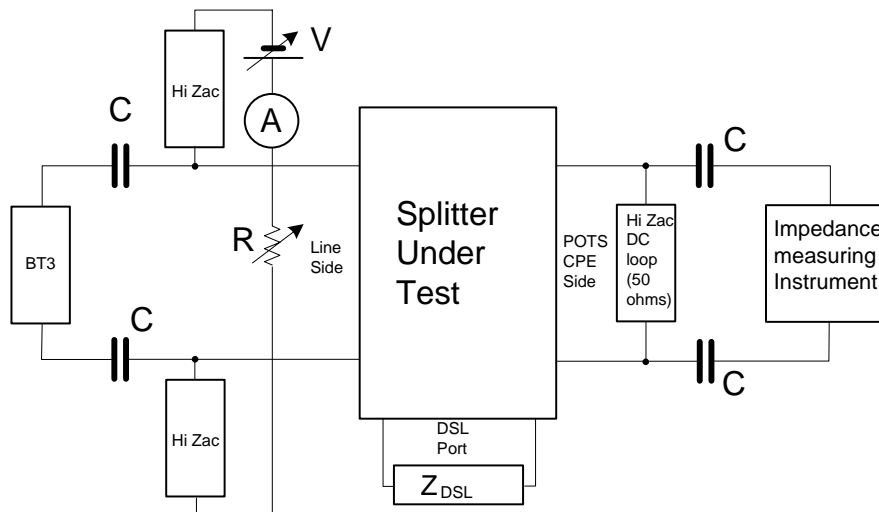 V
Hi Zac
C
A
C
Splitter
Under
Test
Hi Zac
DC
loop
(50
ohms)
Impedance
measuring
Instrument
BT3
R
Line
Side
POTS
CPE
Side
C
C
Hi Zac
DSL
Port
Z DSL